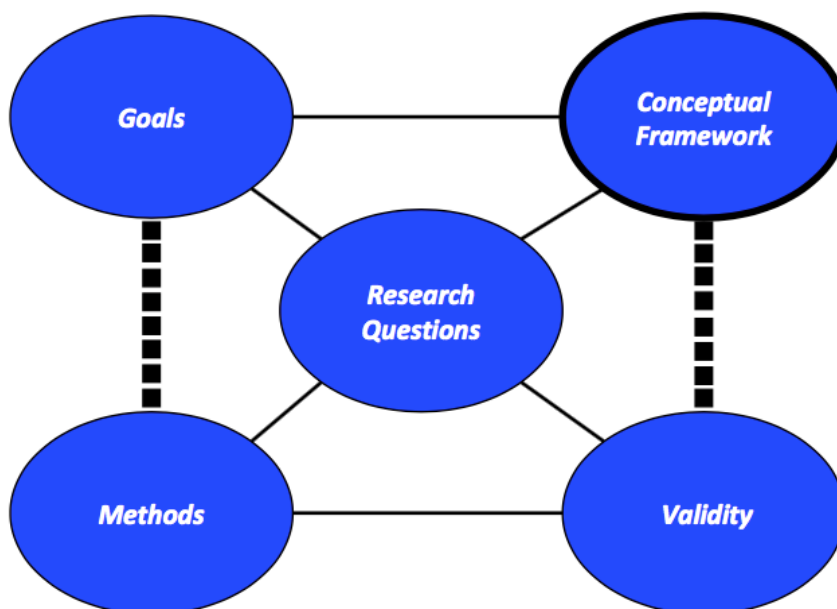 Goals
Conceptual
Framework
Research
Questions
Methods
Validity